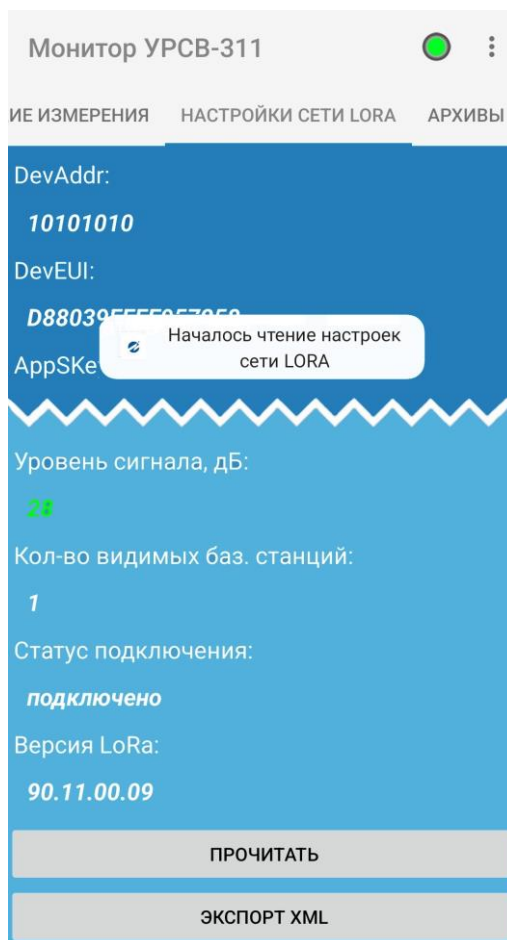 Монитор УРСВ-311
ИЕ ИЗМЕРЕНИЯ НАСТРОЙКИ СЕТИ LORA АРХИВЫ
DevAddr:
10101010
DevEUI:
Началось чтение настроек
сети LORA
AppSKe
Уровень сигнала, дБ:
Кол-во видимых баз. станций:
1
Статус подключения:
подключено
Версия LoRa:
90.11.00.09
ПРОЧИТАТЬ
ЭКСПОРТ XML